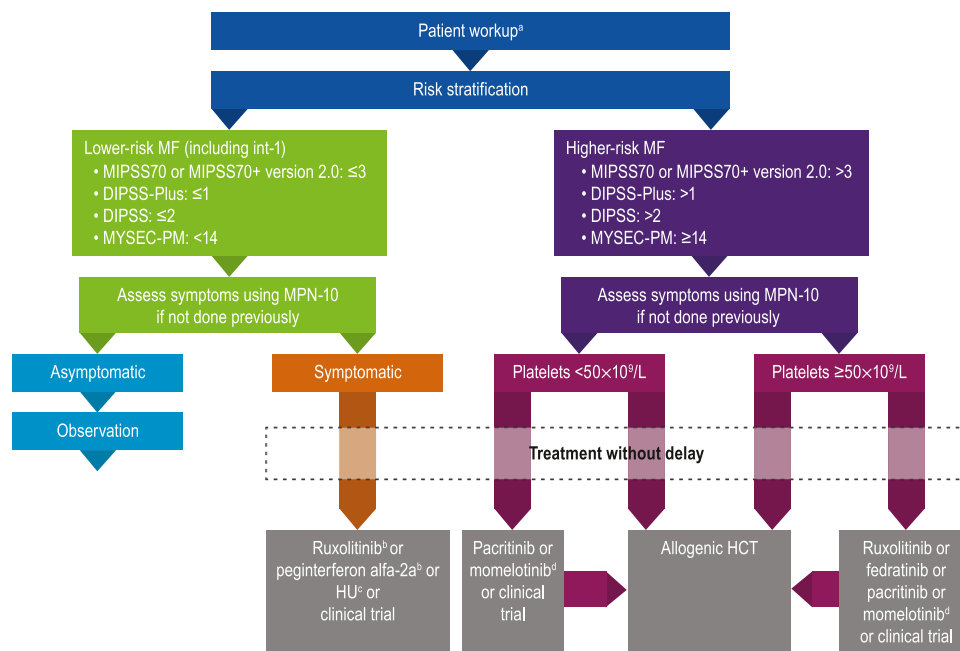 Patient workupᵃ
Risk stratification
Lower-risk MF (including int-1)
• MIPSS70 or MIPSS70+ version 2.0: ≤3
• DIPSS-Plus: ≤1
• DIPSS: ≤2
• MYSEC-PM: <14
Higher-risk MF
• MIPSS70 or MIPSS70+ version 2.0: >3
• DIPSS-Plus: >1
• DIPSS: >2
• MYSEC-PM: ≥14
Assess symptoms using MPN-10
if not done previously
Assess symptoms using MPN-10
if not done previously
Asymptomatic
Symptomatic
Platelets <50×10⁹/L
Platelets ≥50×10⁹/L
Observation
Treatment without delay
Ruxolitinibᵇ or
peginterferon alfa-2aᵇ or
HUᶜ or
clinical trial
Pacritinib or
momelotinibᵈ
or clinical
trial
Allogenic HCT
Ruxolitinib or
fedratinib or
pacritinib or
momelotinibᵈ
or clinical trial